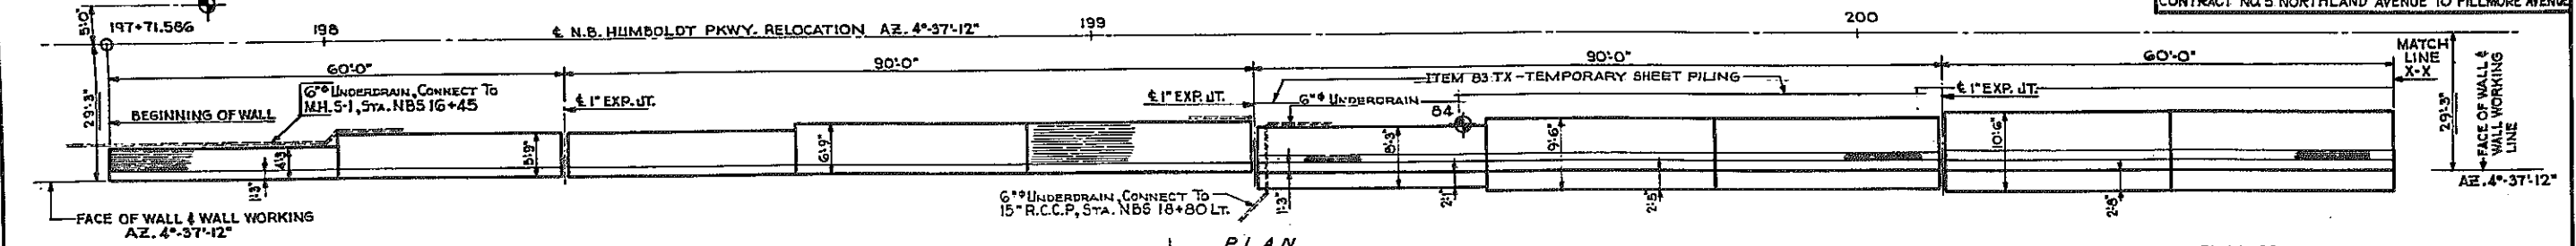 CONTRACT NO. 5 NORTHLAND AVENUE TO FILLMORE AVENUE
5'-0"
197+71.586
198
℄ N.B. HUMBOLDT PKWY. RELOCATION AZ. 4°-37'-12"
199
200
60'-0"
90'-0"
90'-0"
60'-0"
MATCH
LINE
X-X
29'-3"
BEGINNING OF WALL
6"ϕ UNDERDRAIN, CONNECT TO
M.H. S-1, STA. NBS 16+45
℄ 1" EXP. JT.
℄ 1" EXP. JT.
ITEM 83 TX - TEMPORARY SHEET PILING
6"ϕ UNDERDRAIN
84
℄ 1" EXP. JT.
29'-3"
FACE OF WALL &
WALL WORKING
LINE
AZ. 4°-37'-12"
1'-3"
4'-9"
5'-9"
6'-9"
8'-3"
9'-6"
10'-6"
1'-3"
2'-1"
2'-5"
2'-8"
FACE OF WALL & WALL WORKING
AZ. 4°-37'-12"
6"ϕ UNDERDRAIN, CONNECT TO
15" R.C.C.P., STA. NBS 18+80 LT.
PLAN